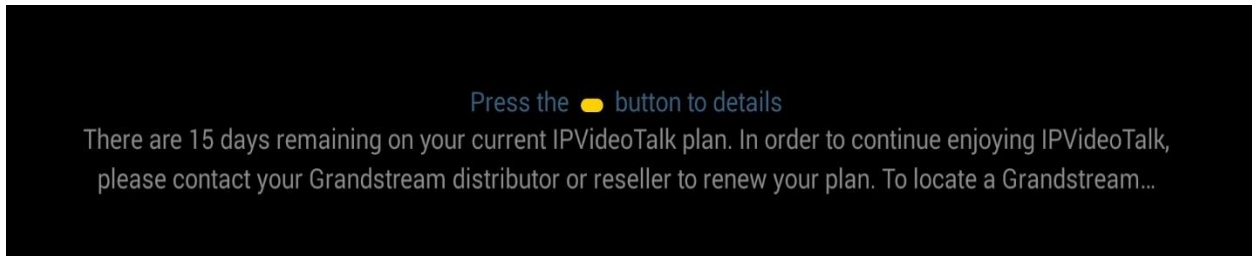 Press the button to details
There are 15 days remaining on your current IPVideoTalk plan. In order to continue enjoying IPVideoTalk,
please contact your Grandstream distributor or reseller to renew your plan. To locate a Grandstream...